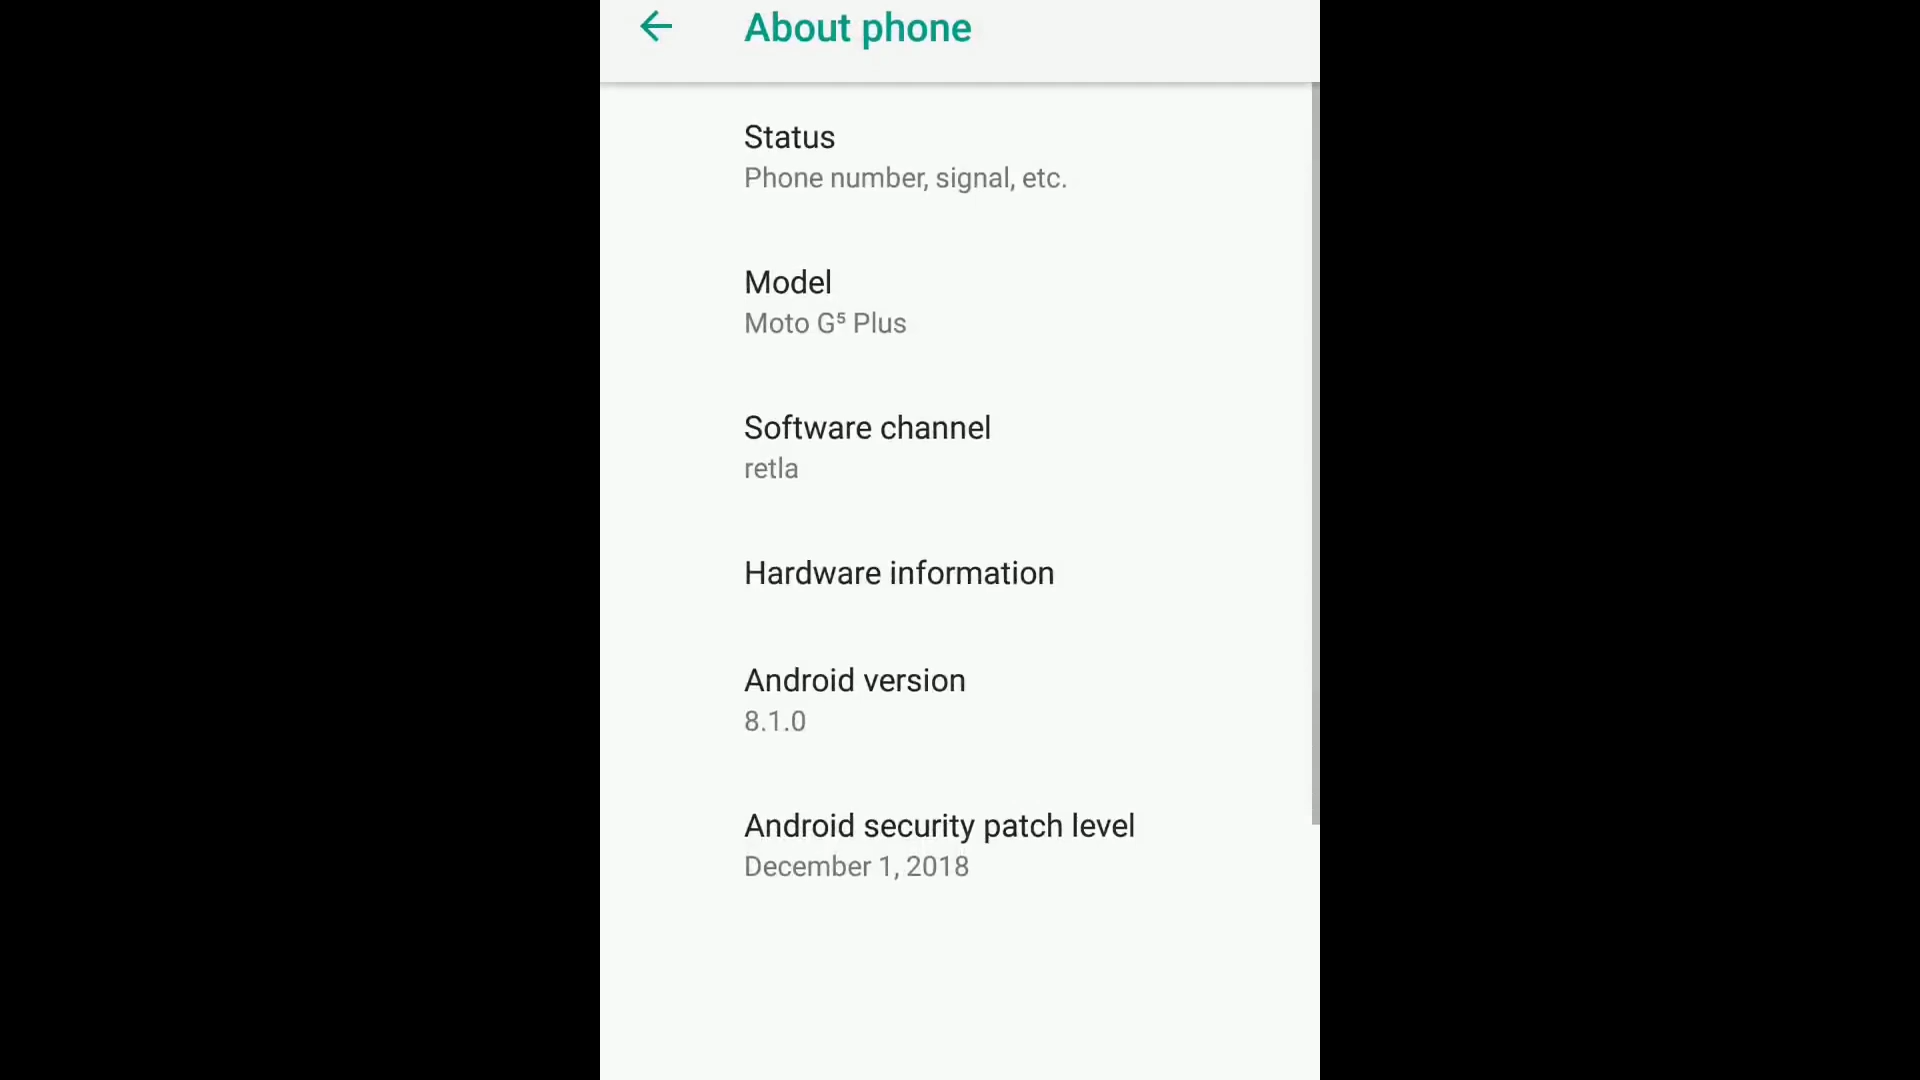 About phone
Status
Phone number, signal, etc.
Model
Moto G⁵ Plus
Software channel
retla
Hardware information
Android version
8.1.0
Android security patch level
December 1, 2018